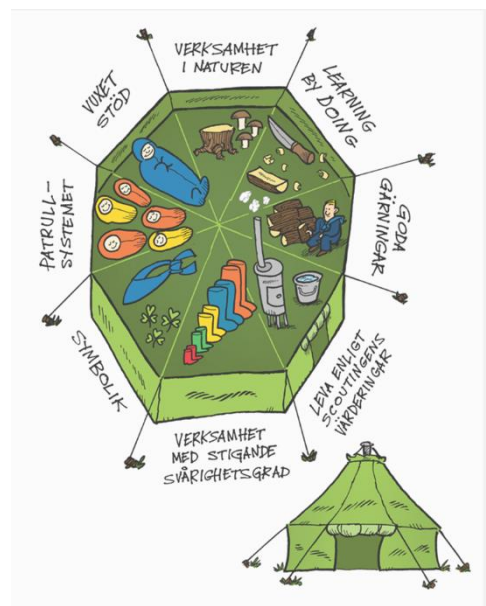 VERKSAMHET
I NATUREN
LEARNING
BY DOING
GODA
GÄRNINGAR
LEVA ENLIGT
SCOUTINGENS
VÄRDERINGAR
VERKSAMHET
MED STIGANDE
SVÅRIGHETSGRAD
SYMBOLIK
PATRULL-
SYSTEMET
VUXET
STÖD